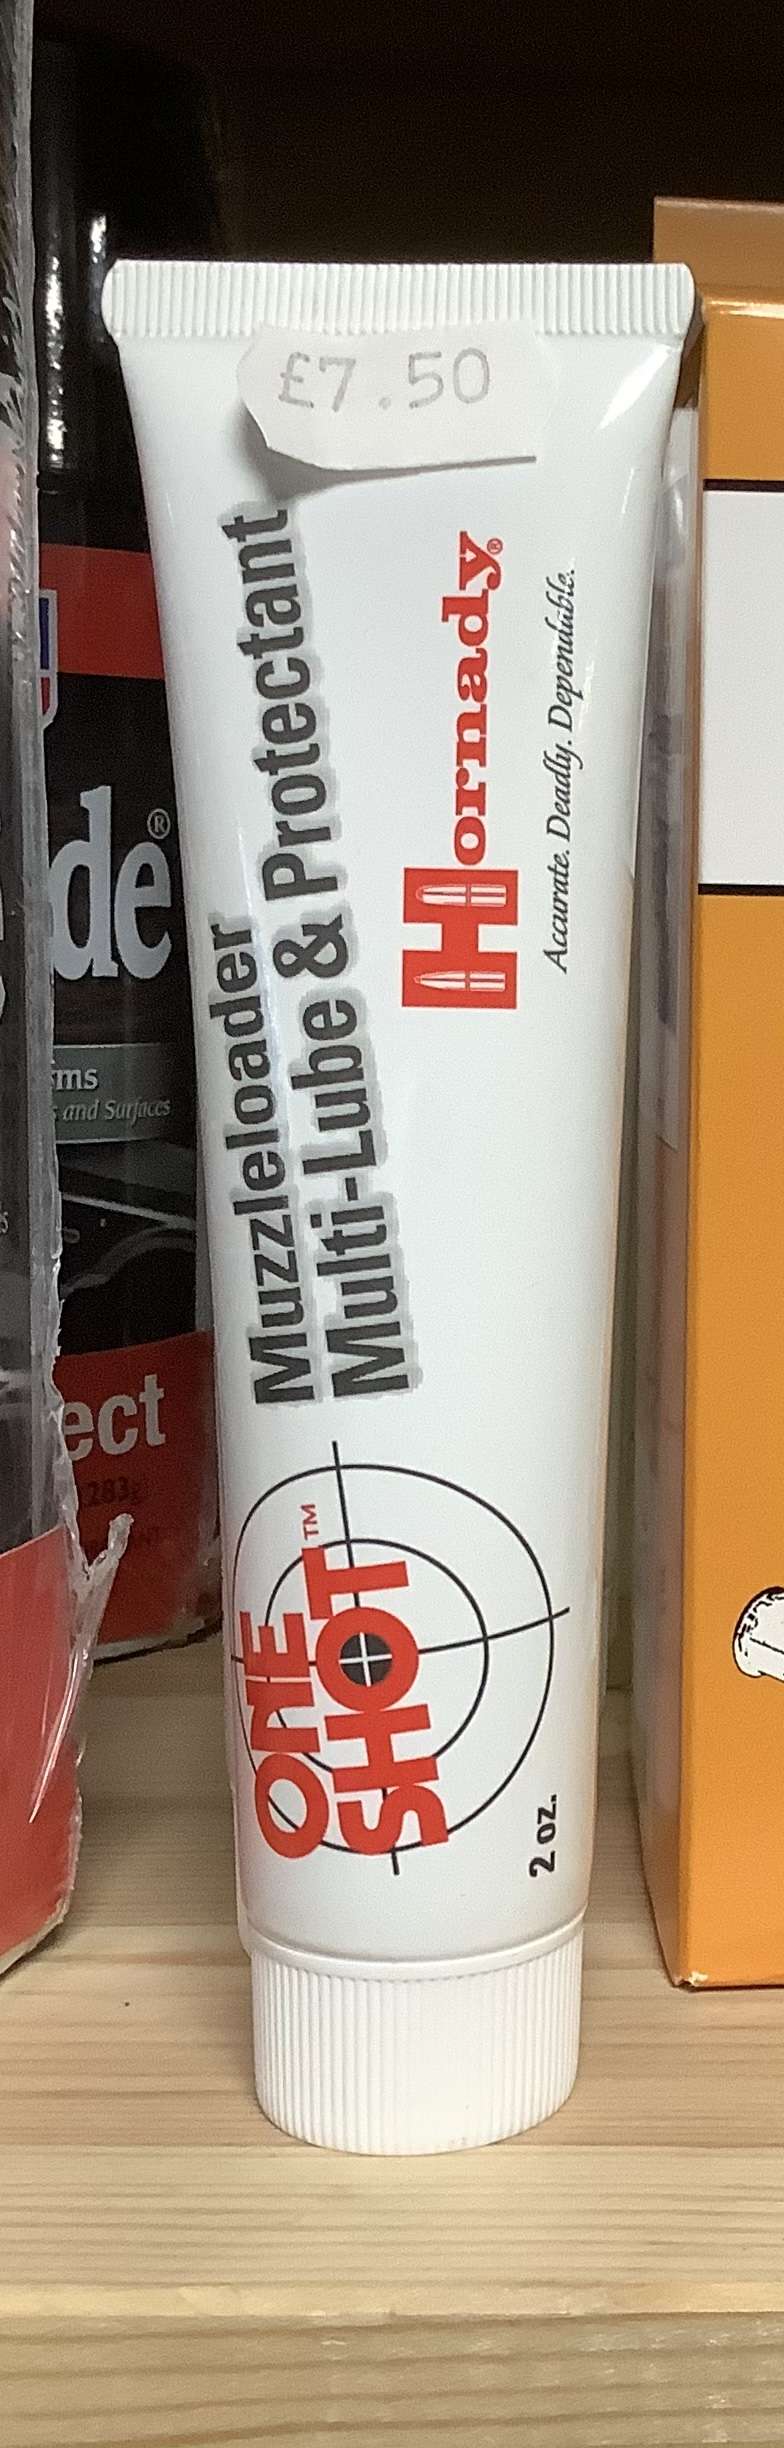 £7.50
Muzzleloader
Multi-Lube & Protectant
Hornady®
Accurate. Deadly. Dependable.
ONE
SHOT™
2 oz.
de®
ms
and Surfaces
ect
283g